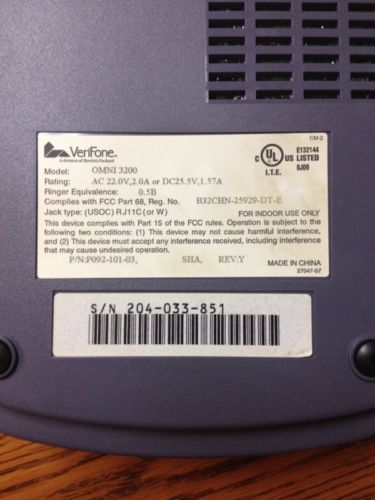 CM-2
VeriFone
A division of Hewlett-Packard
Model: OMNI 3200
Rating: AC 22.0V,2.0A or DC25.5V,1.57A
Ringer Equivalence: 0.5B
Complies with FCC Part 68, Reg. No. B32CHN-25929-DT-E
Jack type: (USOC) RJ11C (or W)
C UL US LISTED
E132144
I.T.E. 8J09
FOR INDOOR USE ONLY
This device complies with Part 15 of the FCC rules. Operation is subject to the
following two conditions: (1) This device may not cause harmful interference,
and (2) This device must accept any interference received, including interference
that may cause undesired operation.
P/N:P092-101-03, SHA, REV:Y
MADE IN CHINA
27047-07
S/N 204-033-851